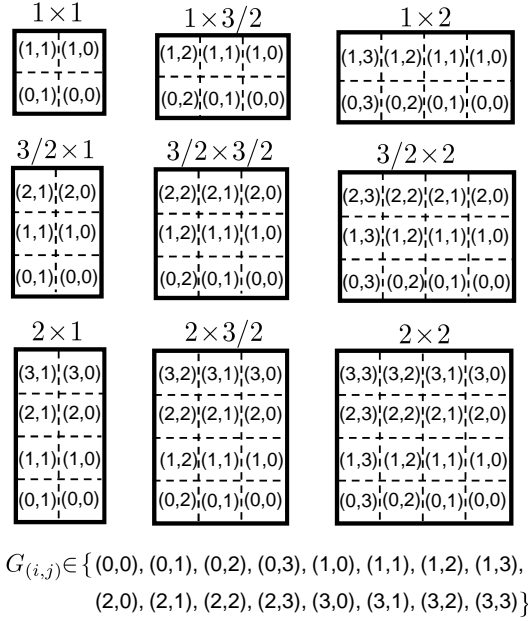 1×1 1×3/2 1×2
(1,1) (1,0) (1,2) (1,1) (1,0) (1,3) (1,2) (1,1) (1,0)
(0,1) (0,0) (0,2) (0,1) (0,0) (0,3) (0,2) (0,1) (0,0)
3/2×1 3/2×3/2 3/2×2
(2,1) (2,0) (2,2) (2,1) (2,0) (2,3) (2,2) (2,1) (2,0)
(1,1) (1,0) (1,2) (1,1) (1,0) (1,3) (1,2) (1,1) (1,0)
(0,1) (0,0) (0,2) (0,1) (0,0) (0,3) (0,2) (0,1) (0,0)
2×1 2×3/2 2×2
(3,1) (3,0) (3,2) (3,1) (3,0) (3,3) (3,2) (3,1) (3,0)
(2,1) (2,0) (2,2) (2,1) (2,0) (2,3) (2,2) (2,1) (2,0)
(1,1) (1,0) (1,2) (1,1) (1,0) (1,3) (1,2) (1,1) (1,0)
(0,1) (0,0) (0,2) (0,1) (0,0) (0,3) (0,2) (0,1) (0,0)
G(i,j)∈{(0,0), (0,1), (0,2), (0,3), (1,0), (1,1), (1,2), (1,3),
(2,0), (2,1), (2,2), (2,3), (3,0), (3,1), (3,2), (3,3)}